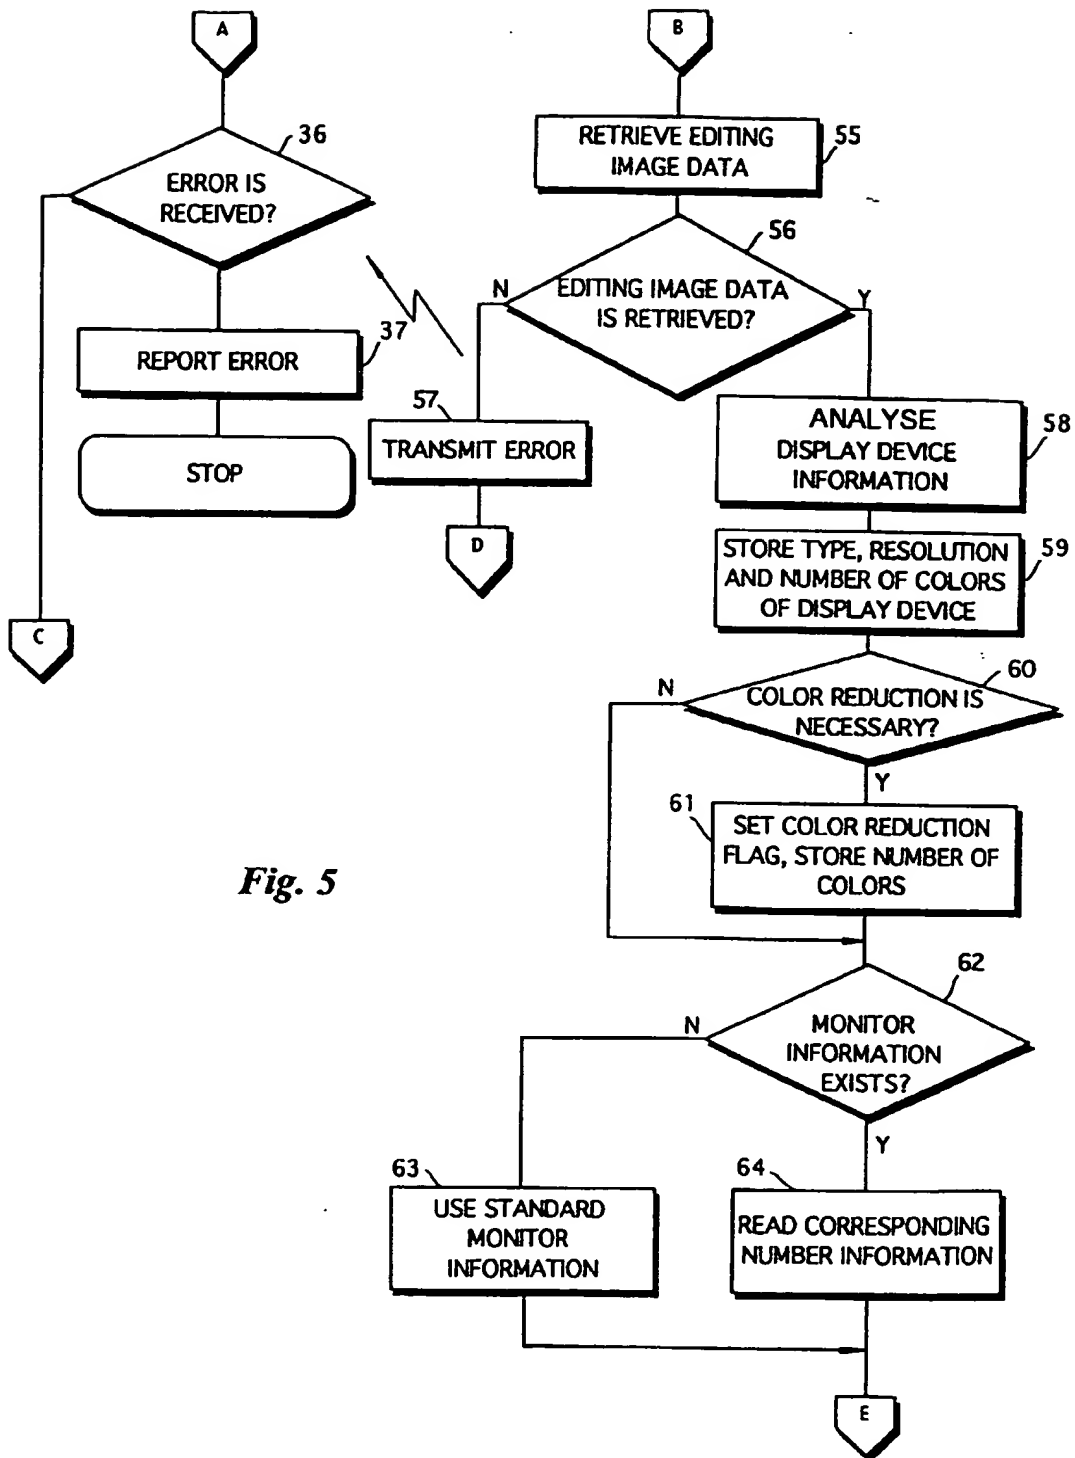 A
B
36
ERROR IS
RECEIVED?
37
REPORT ERROR
STOP
C
RETRIEVE EDITING
IMAGE DATA
55
56
N
EDITING IMAGE DATA
IS RETRIEVED?
Y
57
TRANSMIT ERROR
D
ANALYSE
DISPLAY DEVICE
INFORMATION
58
STORE TYPE, RESOLUTION
AND NUMBER OF COLORS
OF DISPLAY DEVICE
59
60
N
COLOR REDUCTION IS
NECESSARY?
Y
61
SET COLOR REDUCTION
FLAG, STORE NUMBER OF
COLORS
Fig. 5
62
N
MONITOR
INFORMATION
EXISTS?
Y
63
USE STANDARD
MONITOR
INFORMATION
64
READ CORRESPONDING
NUMBER INFORMATION
E